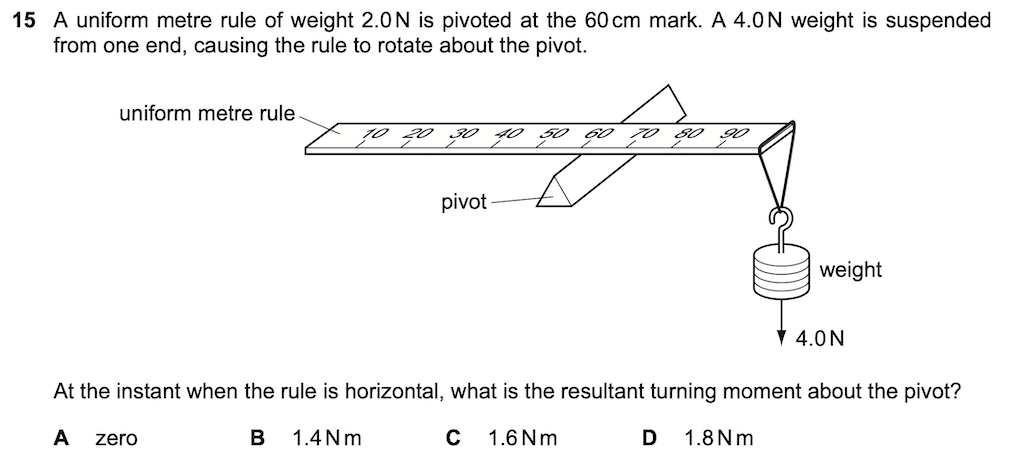 15 A uniform metre rule of weight 2.0N is pivoted at the 60cm mark. A 4.0N weight is suspended
from one end, causing the rule to rotate about the pivot.
uniform metre rule
10 20 30 40 50 60 70 80 90
pivot
weight
4.0N
At the instant when the rule is horizontal, what is the resultant turning moment about the pivot?
A zero B 1.4Nm C 1.6Nm D 1.8Nm